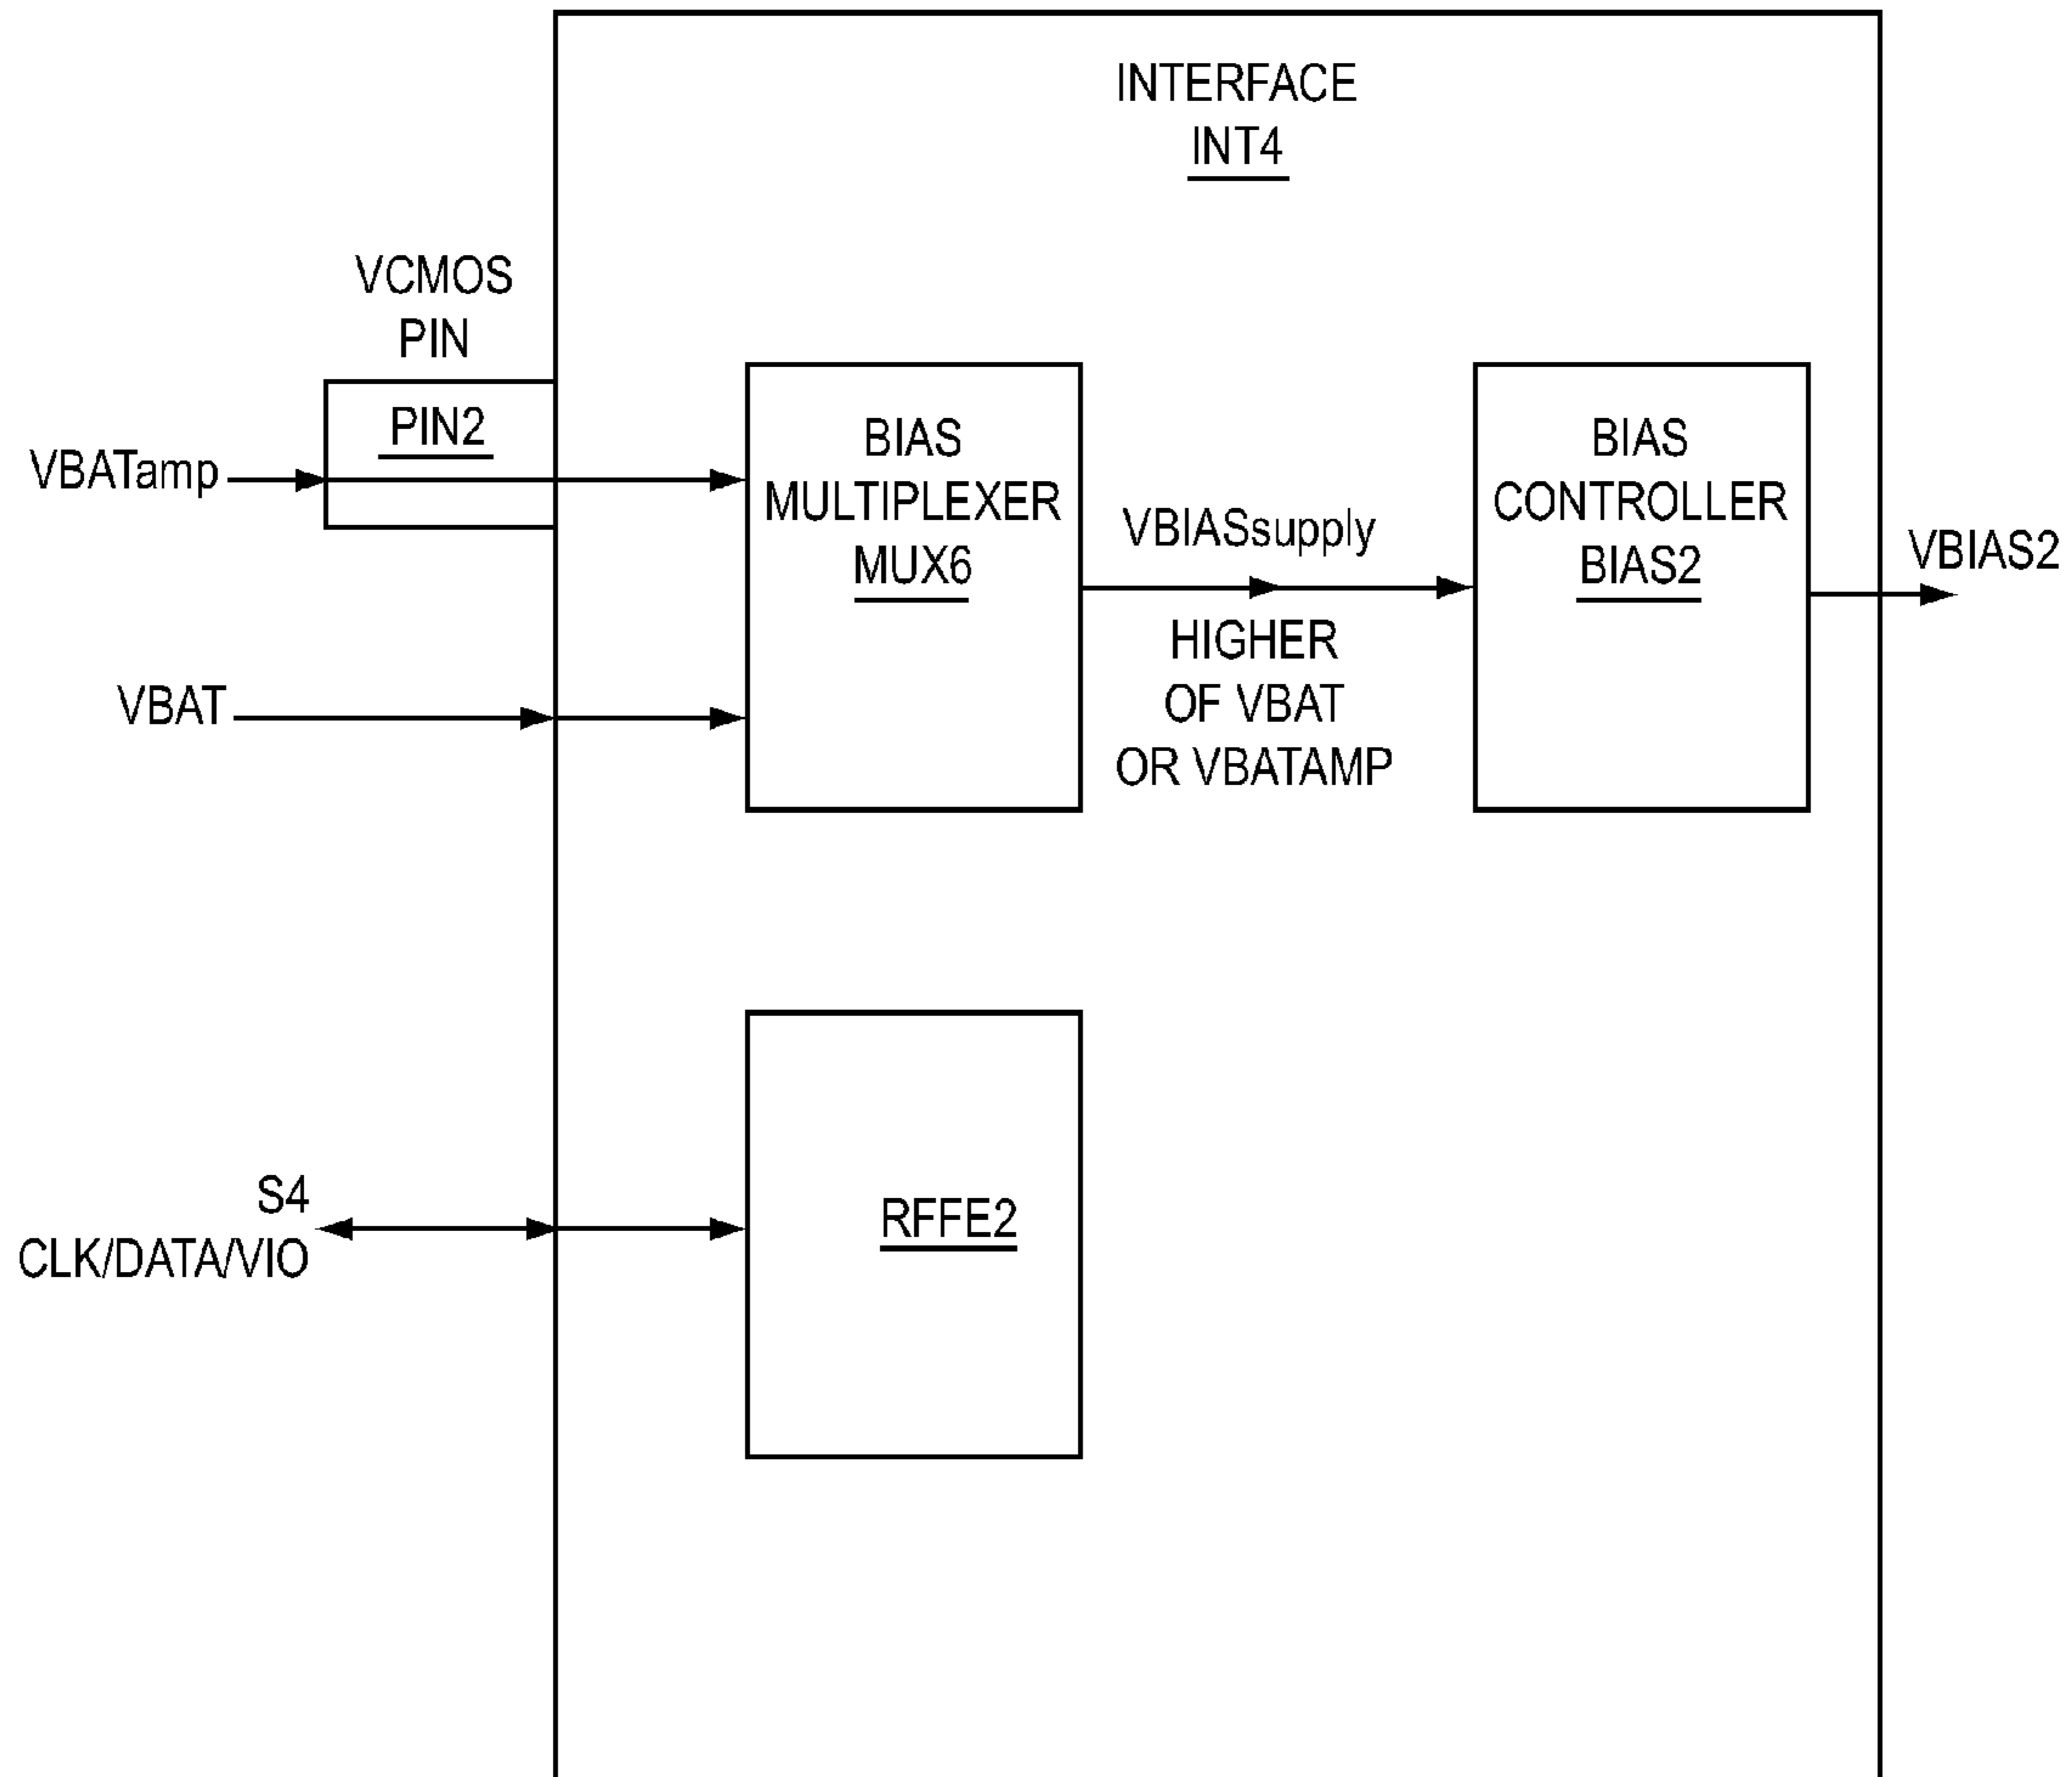 INTERFACE
INT4
VCMOS
PIN
PIN2
VBATamp
BIAS
MULTIPLEXER
MUX6
VBIASsupply
HIGHER
OF VBAT
OR VBATAMP
BIAS
CONTROLLER
BIAS2
VBIAS2
VBAT
S4
CLK/DATA/VIO
RFFE2